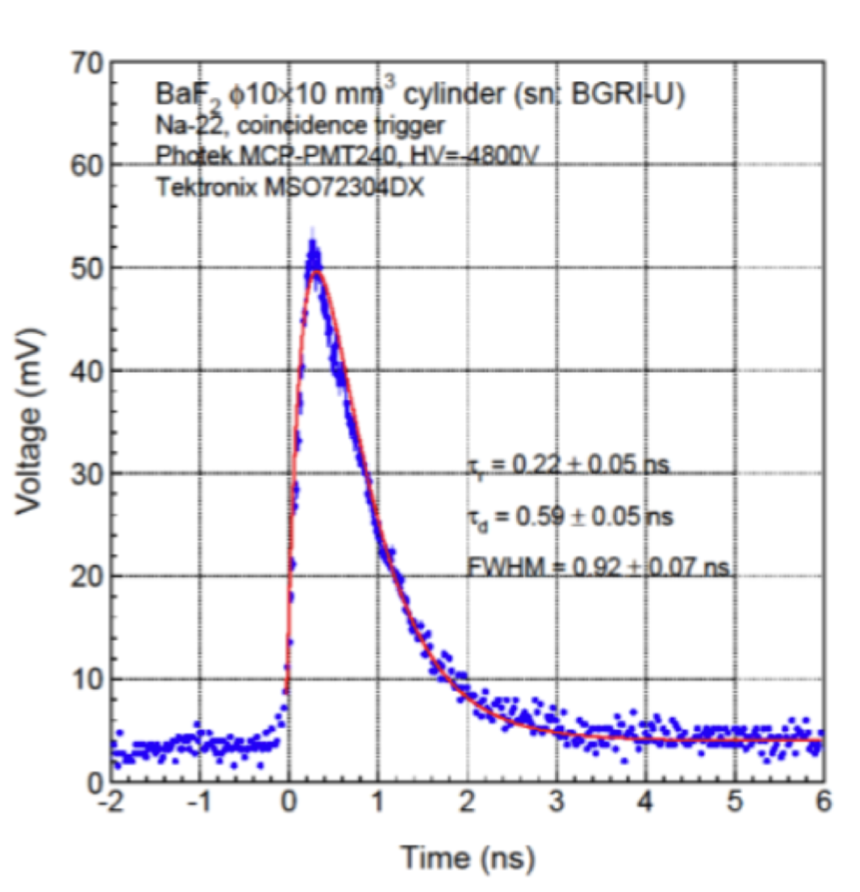 70
BaF2 ϕ10×10 mm3 cylinder (sn: BGRI-U)
Na-22, coincidence trigger
Photek MCP-PMT240, HV=-4800V
60
Tektronix MSO72304DX
50
40
Voltage (mV)
τr = 0.22 ± 0.05 ns
30
τd = 0.59 ± 0.05 ns
FWHM = 0.92 ± 0.07 ns
20
10
0
-2 -1 0 1 2 3 4 5 6
Time (ns)